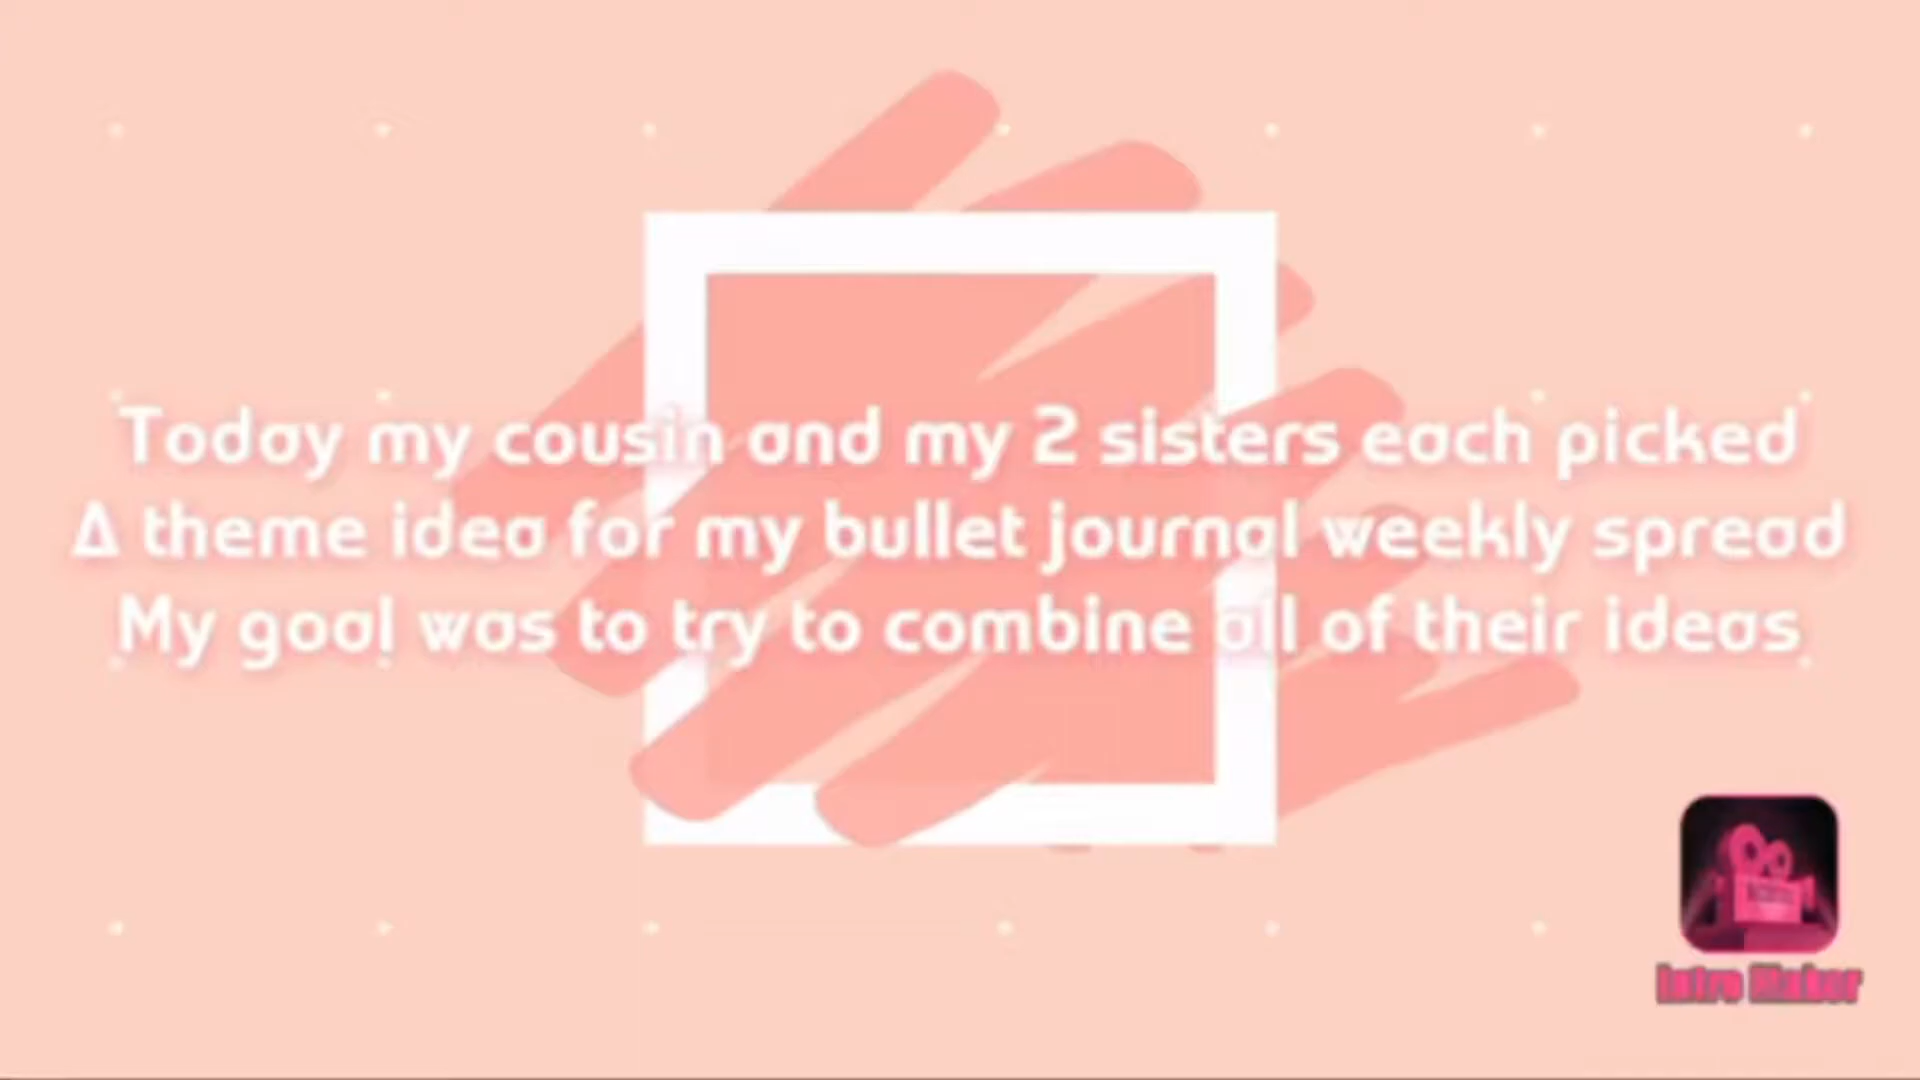 Today my cousin and my 2 sisters each picked
A theme idea for my bullet journal weekly spread
My goal was to try to combine all of their ideas
Intro Maker